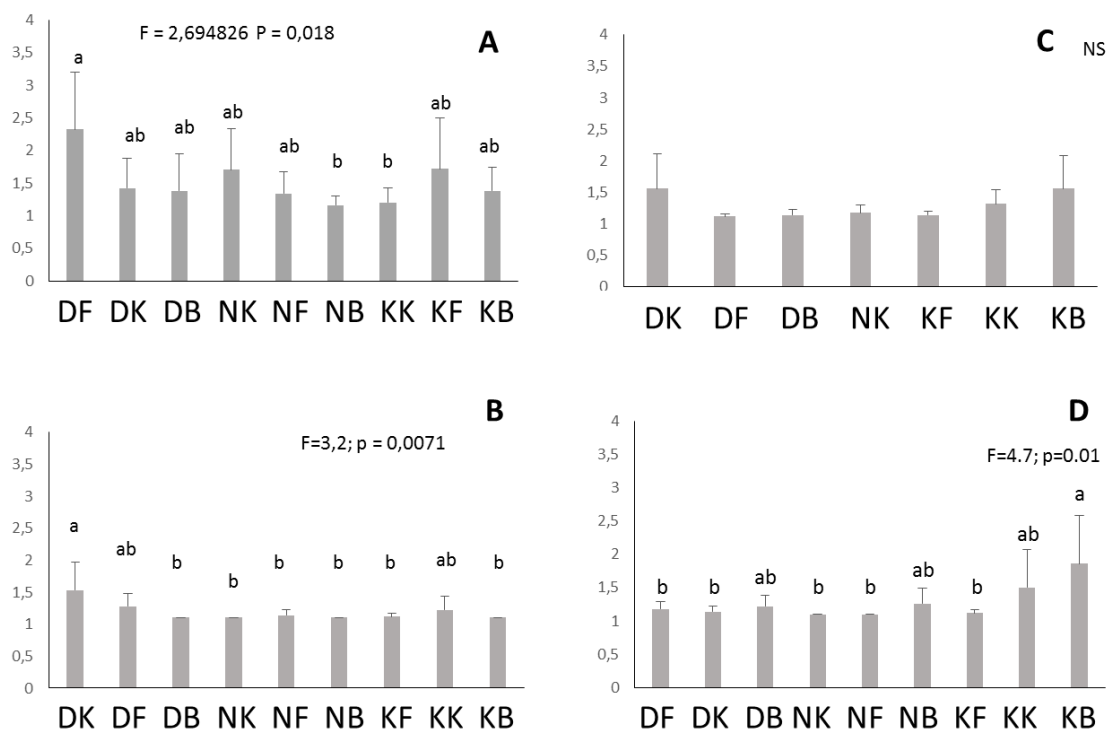 4
3,5
3
2,5
2
1,5
1
0,5
0
F = 2,694826 P = 0,018
A
a
ab
ab
ab
ab
b
b
ab
ab
DF DK DB NK NF NB KK KF KB
4
3,5
3
2,5
2
1,5
1
0,5
0
C
NS
DK DF DB NK KF KK KB
4
3,5
3
2,5
2
1,5
1
0,5
0
B
F=3,2; p = 0,0071
a
ab
b
b
b
b
b
ab
b
DK DF DB NK NF NB KF KK KB
4
3,5
3
2,5
2
1,5
1
0,5
0
D
F=4.7; p=0.01
b
b
ab
b
b
ab
b
ab
a
DF DK DB NK NF NB KF KK KB